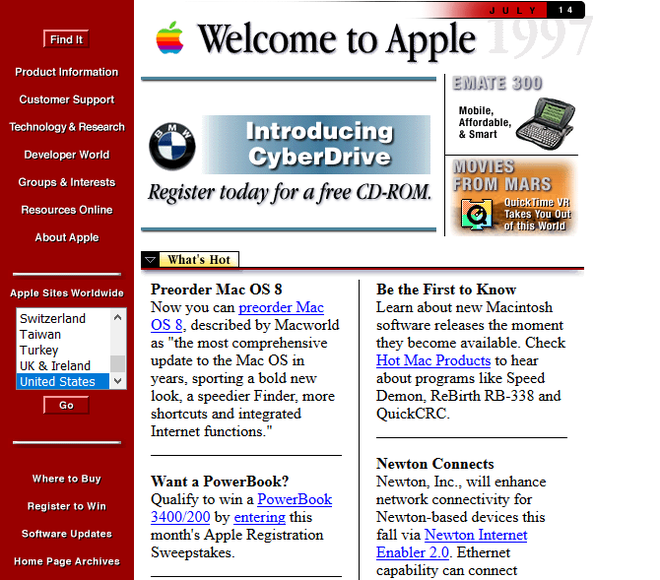 JULY 14
1997
Welcome to Apple
Find It
Product Information
Customer Support
Technology & Research
Developer World
Groups & Interests
Resources Online
About Apple
Apple Sites Worldwide
Switzerland
Taiwan
Turkey
UK & Ireland
United States
Go
Where to Buy
Register to Win
Software Updates
Home Page Archives
BMW
Introducing
CyberDrive
Register today for a free CD-ROM.
EMATE 300
Mobile,
Affordable,
& Smart
MOVIES
FROM MARS
QuickTime VR
Takes You Out
of this World
What's Hot
Preorder Mac OS 8
Now you can preorder Mac
OS 8, described by Macworld
as "the most comprehensive
update to the Mac OS in
years, sporting a bold new
look, a speedier Finder, more
shortcuts and integrated
Internet functions."
Want a PowerBook?
Qualify to win a PowerBook
3400/200 by entering this
month's Apple Registration
Sweepstakes.
Be the First to Know
Learn about new Macintosh
software releases the moment
they become available. Check
Hot Mac Products to hear
about programs like Speed
Demon, ReBirth RB-338 and
QuickCRC.
Newton Connects
Newton, Inc., will enhance
network connectivity for
Newton-based devices this
fall via Newton Internet
Enabler 2.0. Ethernet
capability can connect